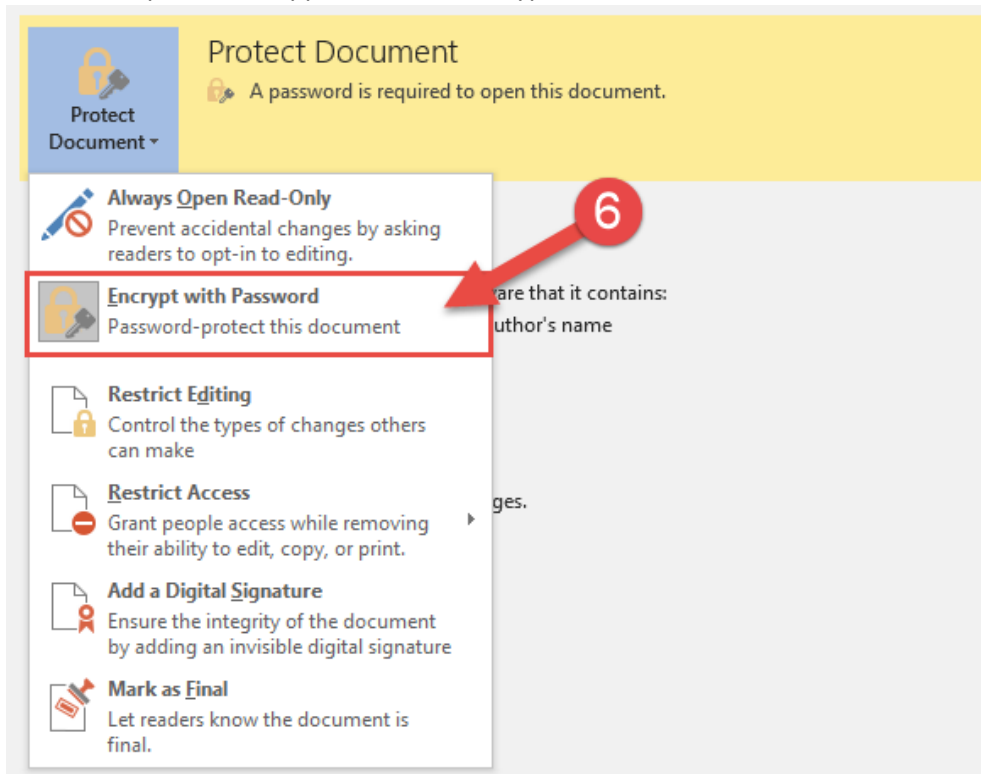 Protect Document
A password is required to open this document.
Protect
Document
Always Open Read-Only
Prevent accidental changes by asking
readers to opt-in to editing.
6
Encrypt with Password
Password-protect this document
that it contains:
author's name
Restrict Editing
Control the types of changes others
can make
Restrict Access
Grant people access while removing
their ability to edit, copy, or print.
ges.
Add a Digital Signature
Ensure the integrity of the document
by adding an invisible digital signature
Mark as Final
Let readers know the document is
final.